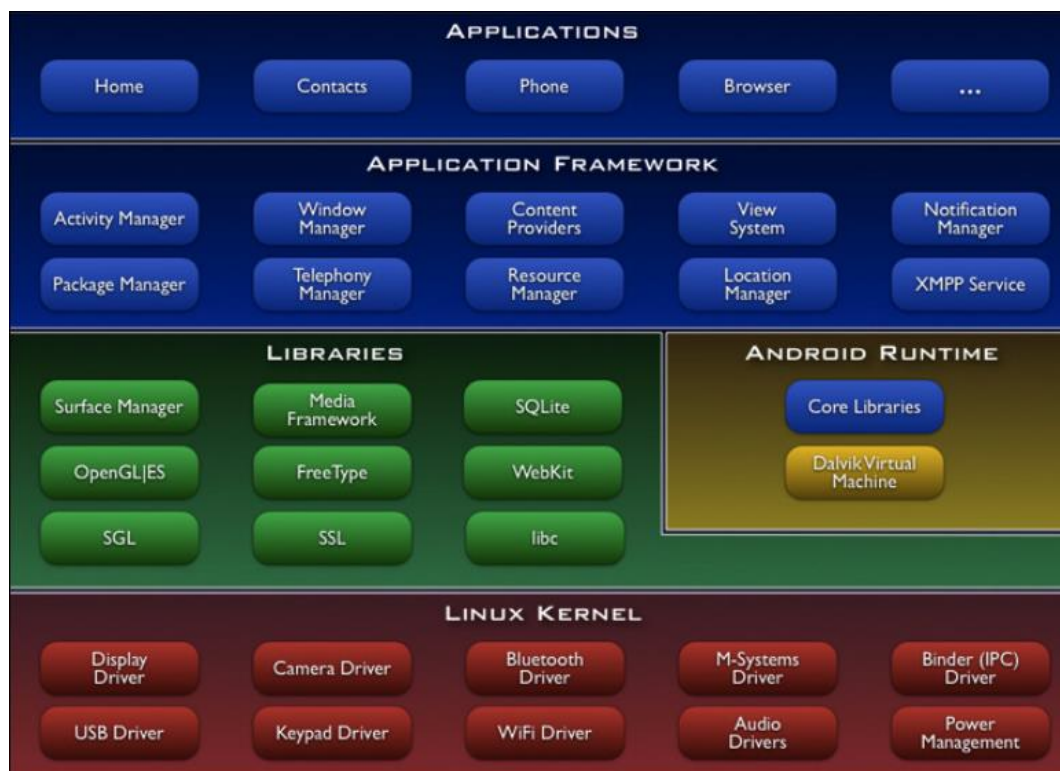 APPLICATIONS
Home
Contacts
Phone
Browser
...
APPLICATION FRAMEWORK
Activity Manager
Window
Manager
Content
Providers
View
System
Notification
Manager
Package Manager
Telephony
Manager
Resource
Manager
Location
Manager
XMPP Service
LIBRARIES
Surface Manager
Media
Framework
SQLite
OpenGL|ES
FreeType
WebKit
SGL
SSL
libc
ANDROID RUNTIME
Core Libraries
Dalvik Virtual
Machine
LINUX KERNEL
Display
Driver
Camera Driver
Bluetooth
Driver
M-Systems
Driver
Binder (IPC)
Driver
USB Driver
Keypad Driver
WiFi Driver
Audio
Drivers
Power
Management